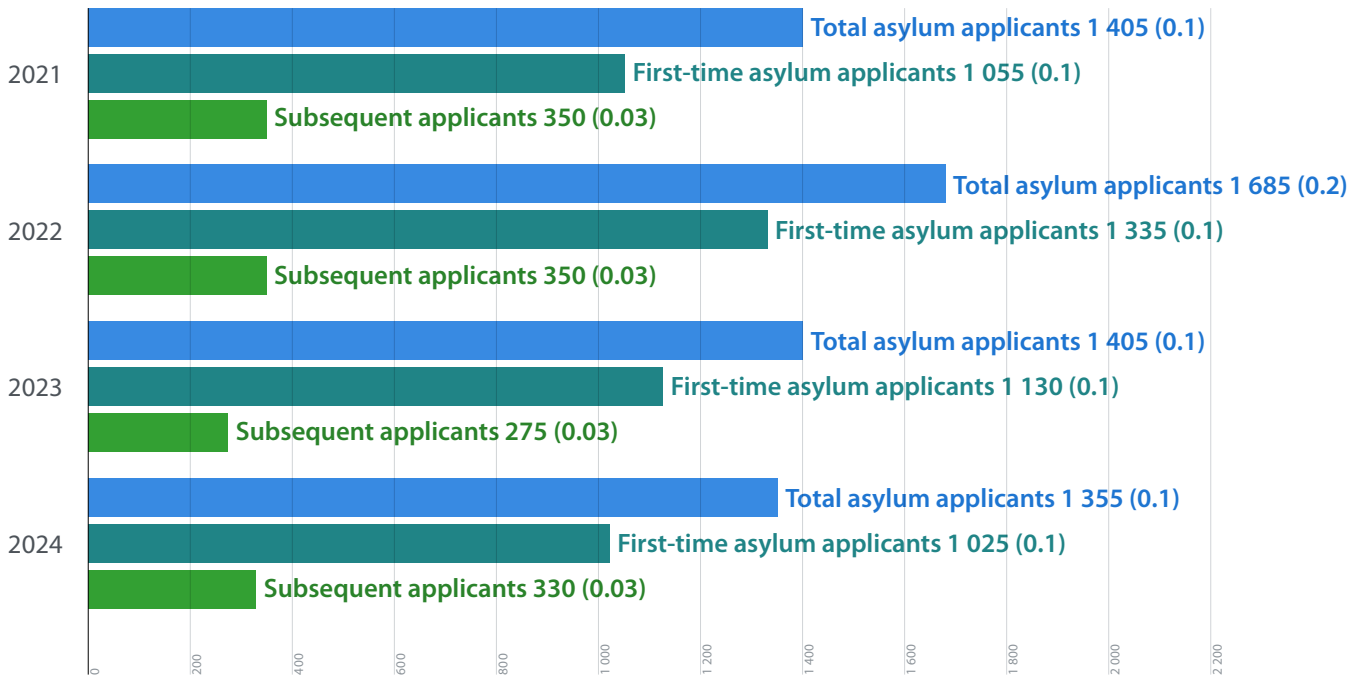 Total asylum applicants 1 405 (0.1)
2021
First-time asylum applicants 1 055 (0.1)
Subsequent applicants 350 (0.03)
Total asylum applicants 1 685 (0.2)
2022
First-time asylum applicants 1 335 (0.1)
Subsequent applicants 350 (0.03)
Total asylum applicants 1 405 (0.1)
2023
First-time asylum applicants 1 130 (0.1)
Subsequent applicants 275 (0.03)
Total asylum applicants 1 355 (0.1)
2024
First-time asylum applicants 1 025 (0.1)
Subsequent applicants 330 (0.03)
0
200
400
600
800
1 000
1 200
1 400
1 600
1 800
2 000
2 200